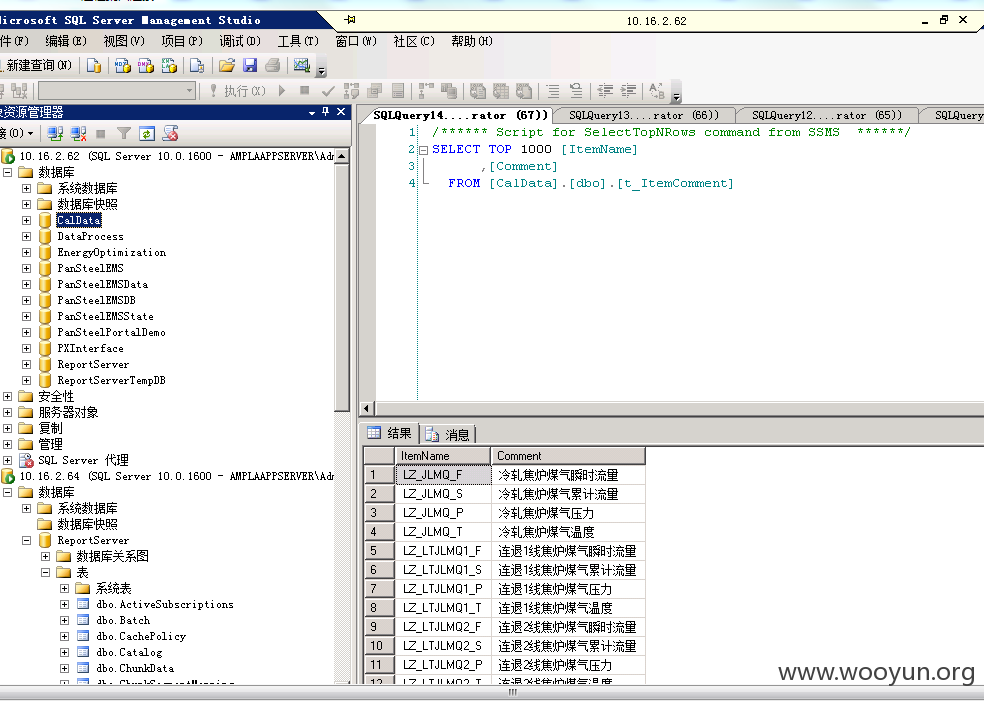 Microsoft SQL Server Management Studio
10.16.2.62
件(F) 编辑(E) 视图(V) 项目(P) 调试(D) 工具(T) 窗口(W) 社区(C) 帮助(H)
新建查询(N)
执行(X)
象资源管理器
接(O)
10.16.2.62 (SQL Server 10.0.1600 - AMPLAAPPSERVER\Ad
数据库
系统数据库
数据库快照
CalData
DataProcess
EnergyOptimization
PanSteelEMS
PanSteelEMSData
PanSteelEMSDB
PanSteelEMSState
PanSteelPortalDemo
PXInterface
ReportServer
ReportServerTempDB
安全性
服务器对象
复制
管理
SQL Server 代理
10.16.2.64 (SQL Server 10.0.1600 - AMPLAAPPSERVER\Ad
数据库
系统数据库
数据库快照
ReportServer
数据库关系图
表
系统表
dbo.ActiveSubscriptions
dbo.Batch
dbo.CachePolicy
dbo.Catalog
dbo.ChunkData
dbo.ChunkSegmentMapping
SQLQuery14....rator (67)) SQLQuery13....rator (66)) SQLQuery12....rator (65)) SQLQuery
1 /****** Script for SelectTopNRows command from SSMS ******/
2 SELECT TOP 1000 [ItemName]
3 ,[Comment]
4 FROM [CalData].[dbo].[t_ItemComment]
结果 消息
ItemName Comment
1 LZ_JLMQ_F 冷轧焦炉煤气瞬时流量
2 LZ_JLMQ_S 冷轧焦炉煤气累计流量
3 LZ_JLMQ_P 冷轧焦炉煤气压力
4 LZ_JLMQ_T 冷轧焦炉煤气温度
5 LZ_LTJLMQ1_F 连退1线焦炉煤气瞬时流量
6 LZ_LTJLMQ1_S 连退1线焦炉煤气累计流量
7 LZ_LTJLMQ1_P 连退1线焦炉煤气压力
8 LZ_LTJLMQ1_T 连退1线焦炉煤气温度
9 LZ_LTJLMQ2_F 连退2线焦炉煤气瞬时流量
10 LZ_LTJLMQ2_S 连退2线焦炉煤气累计流量
11 LZ_LTJLMQ2_P 连退2线焦炉煤气压力
12 LZ_LTJLMQ2_T 连退2线焦炉煤气温度
www.wooyun.org